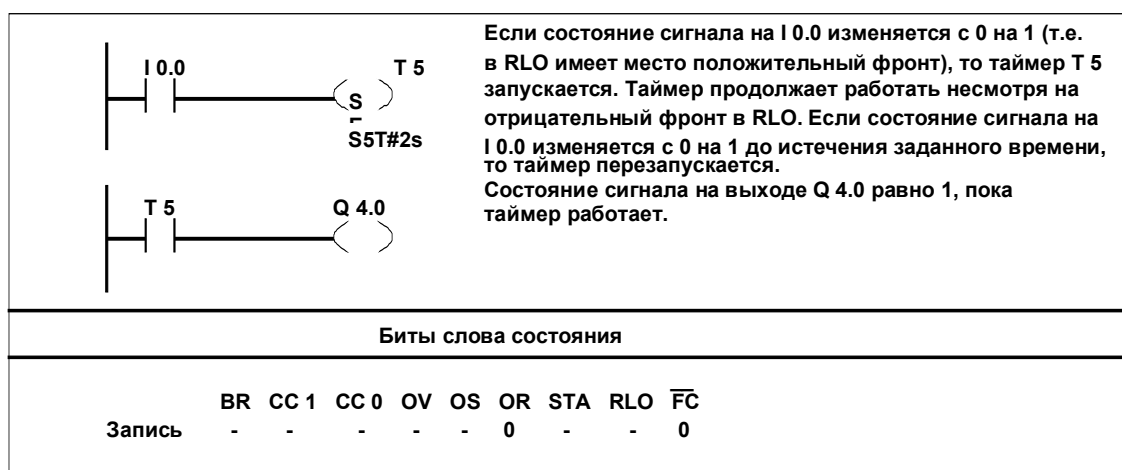 I 0.0
T 5
S
S5T#2s
T 5
Q 4.0
Если состояние сигнала на I 0.0 изменяется с 0 на 1 (т.е.
в RLO имеет место положительный фронт), то таймер T 5
запускается. Таймер продолжает работать несмотря на
отрицательный фронт в RLO. Если состояние сигнала на
I 0.0 изменяется с 0 на 1 до истечения заданного времени,
то таймер перезапускается.
Состояние сигнала на выходе Q 4.0 равно 1, пока
таймер работает.
Биты слова состояния
BR CC 1 CC 0 OV OS OR STA RLO F̅C̅
Запись - - - - - 0 - - 0